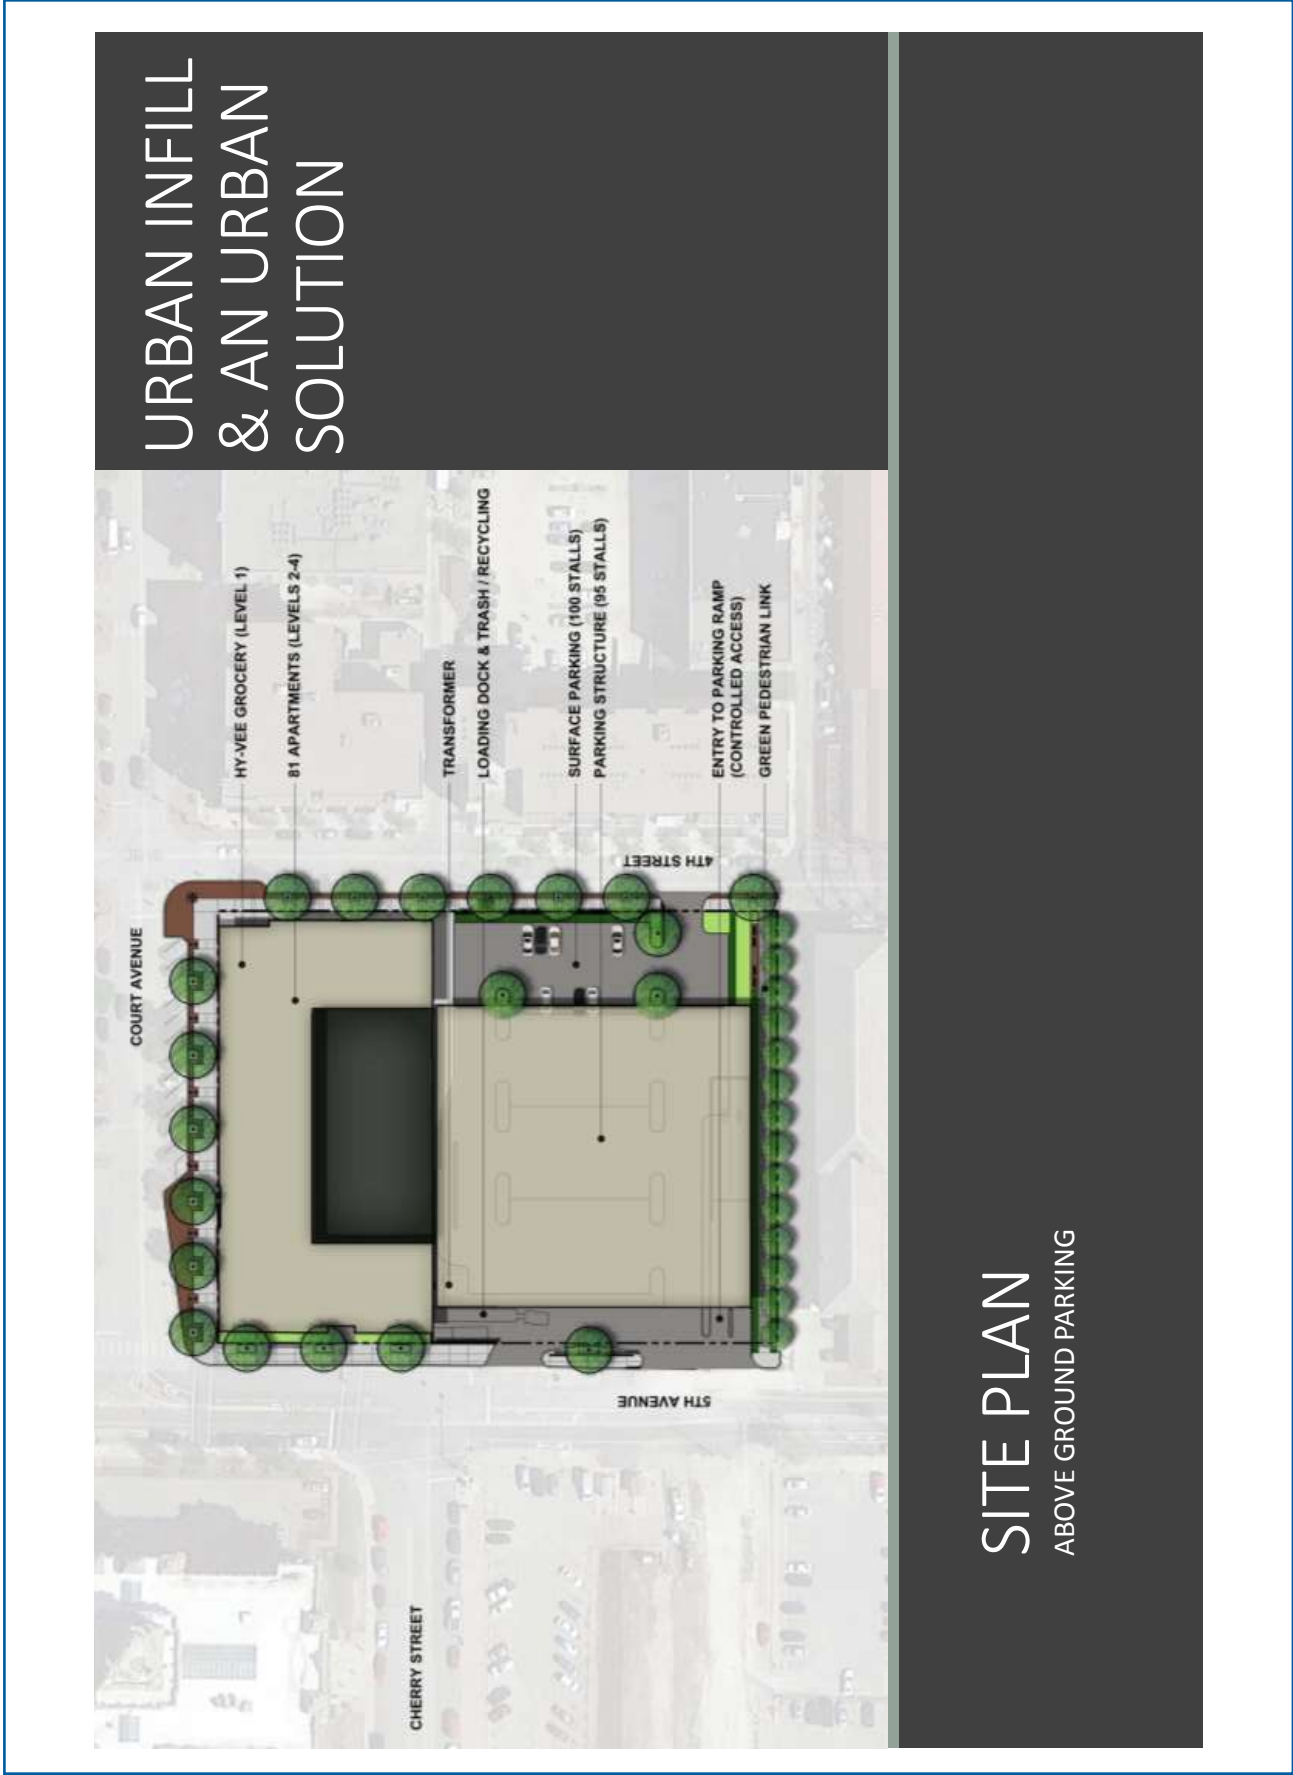 URBAN INFILL
& AN URBAN
SOLUTION
COURT AVENUE
HY-VEE GROCERY (LEVEL 1)
81 APARTMENTS (LEVELS 2-4)
TRANSFORMER
LOADING DOCK & TRASH / RECYCLING
SURFACE PARKING (100 STALLS)
PARKING STRUCTURE (95 STALLS)
ENTRY TO PARKING RAMP
(CONTROLLED ACCESS)
GREEN PEDESTRIAN LINK
4TH STREET
5TH AVENUE
CHERRY STREET
SITE PLAN
ABOVE GROUND PARKING